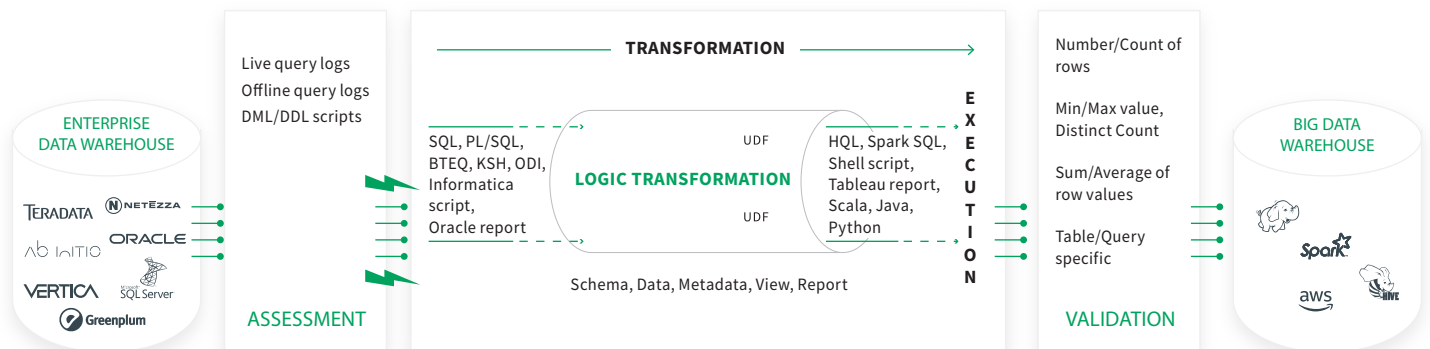 ENTERPRISE
DATA WAREHOUSE
TERADATA
NETEZZA
Ab INITIO
ORACLE
VERTICA
Microsoft
SQL Server
Greenplum
Live query logs
Offline query logs
DML/DDL scripts
ASSESSMENT
TRANSFORMATION
SQL, PL/SQL,
BTEQ, KSH, ODI,
Informatica
script,
Oracle report
UDF
LOGIC TRANSFORMATION
UDF
HQL, Spark SQL,
Shell script,
Tableau report,
Scala, Java,
Python
Schema, Data, Metadata, View, Report
E
X
E
C
U
T
I
O
N
Number/Count of
rows
Min/Max value,
Distinct Count
Sum/Average of
row values
Table/Query
specific
VALIDATION
BIG DATA
WAREHOUSE
Spark
HIVE
aws